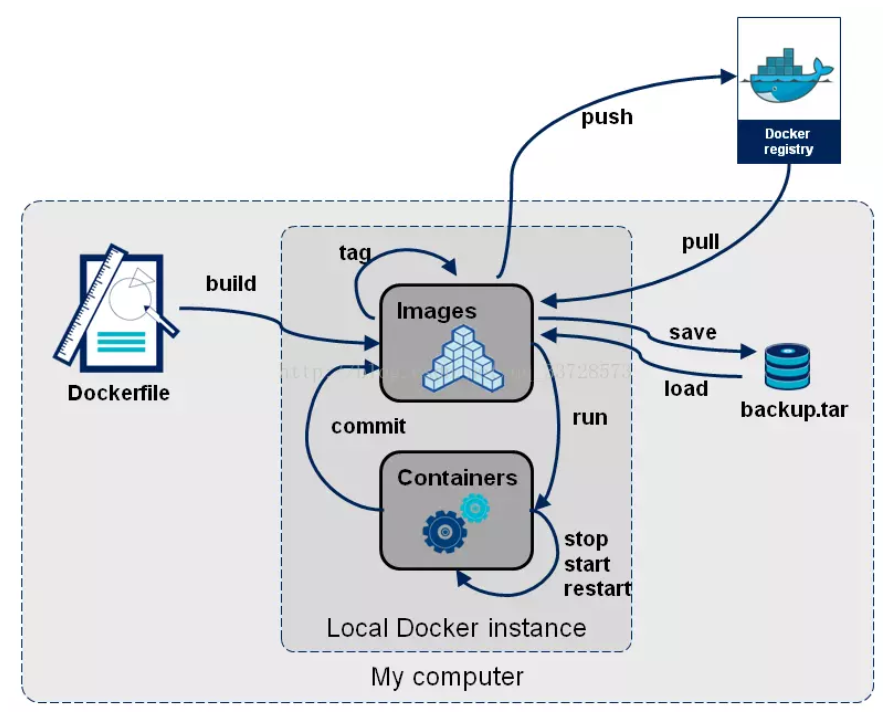 push
Docker
registry
pull
tag
build
Images
save
Dockerfile
load
backup.tar
commit
run
Containers
stop
start
restart
Local Docker instance
My computer